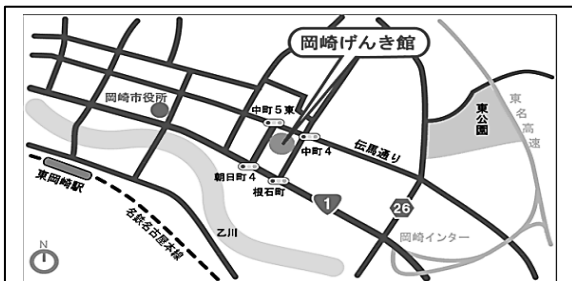 岡崎げんき館
岡崎市役所
中町5東
中町4
伝馬通り
東公園
東名高速
朝日町4
根石町
東岡崎駅
1
26
名鉄名古屋本線
乙川
岡崎インター
N